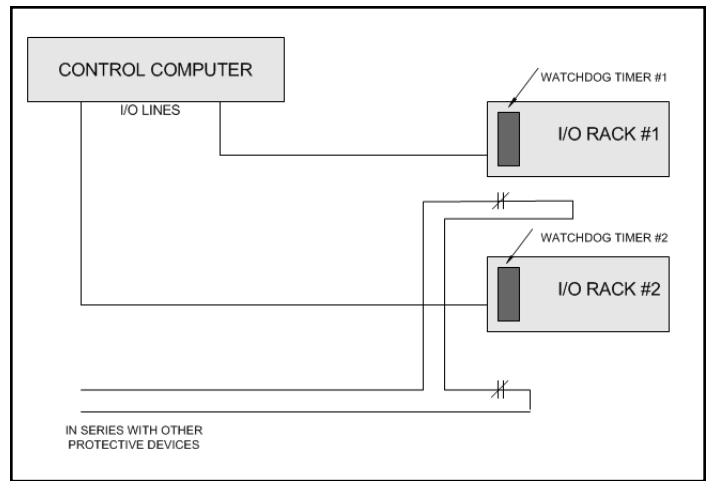 CONTROL COMPUTER
I/O LINES
WATCHDOG TIMER #1
I/O RACK #1
WATCHDOG TIMER #2
I/O RACK #2
IN SERIES WITH OTHER
PROTECTIVE DEVICES